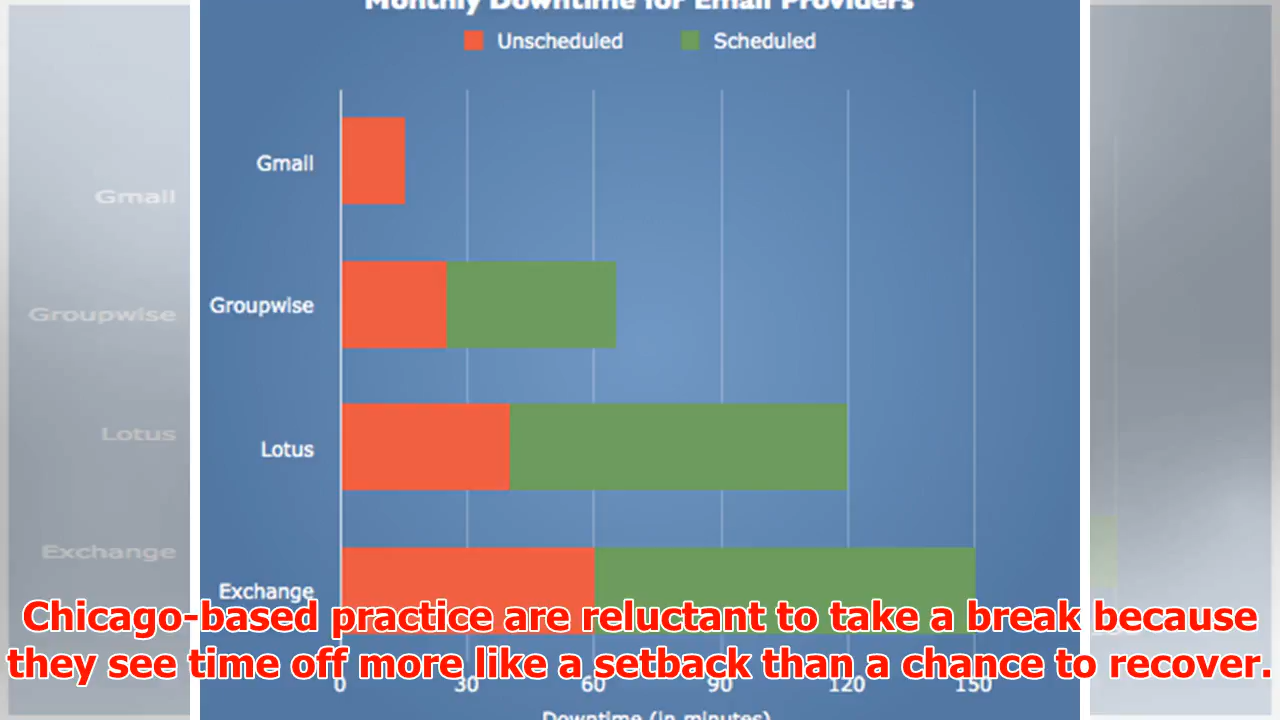 Monthly Downtime for Email Providers
Unscheduled Scheduled
Gmall
Gmall
Groupwise
Groupwise
Lotus
Lotus
Exchange
Exchange
Chicago-based practice are reluctant to take a break because
they see time off more like a setback than a chance to recover.
0 30 60 90 120 150
Downtime (in minutes)